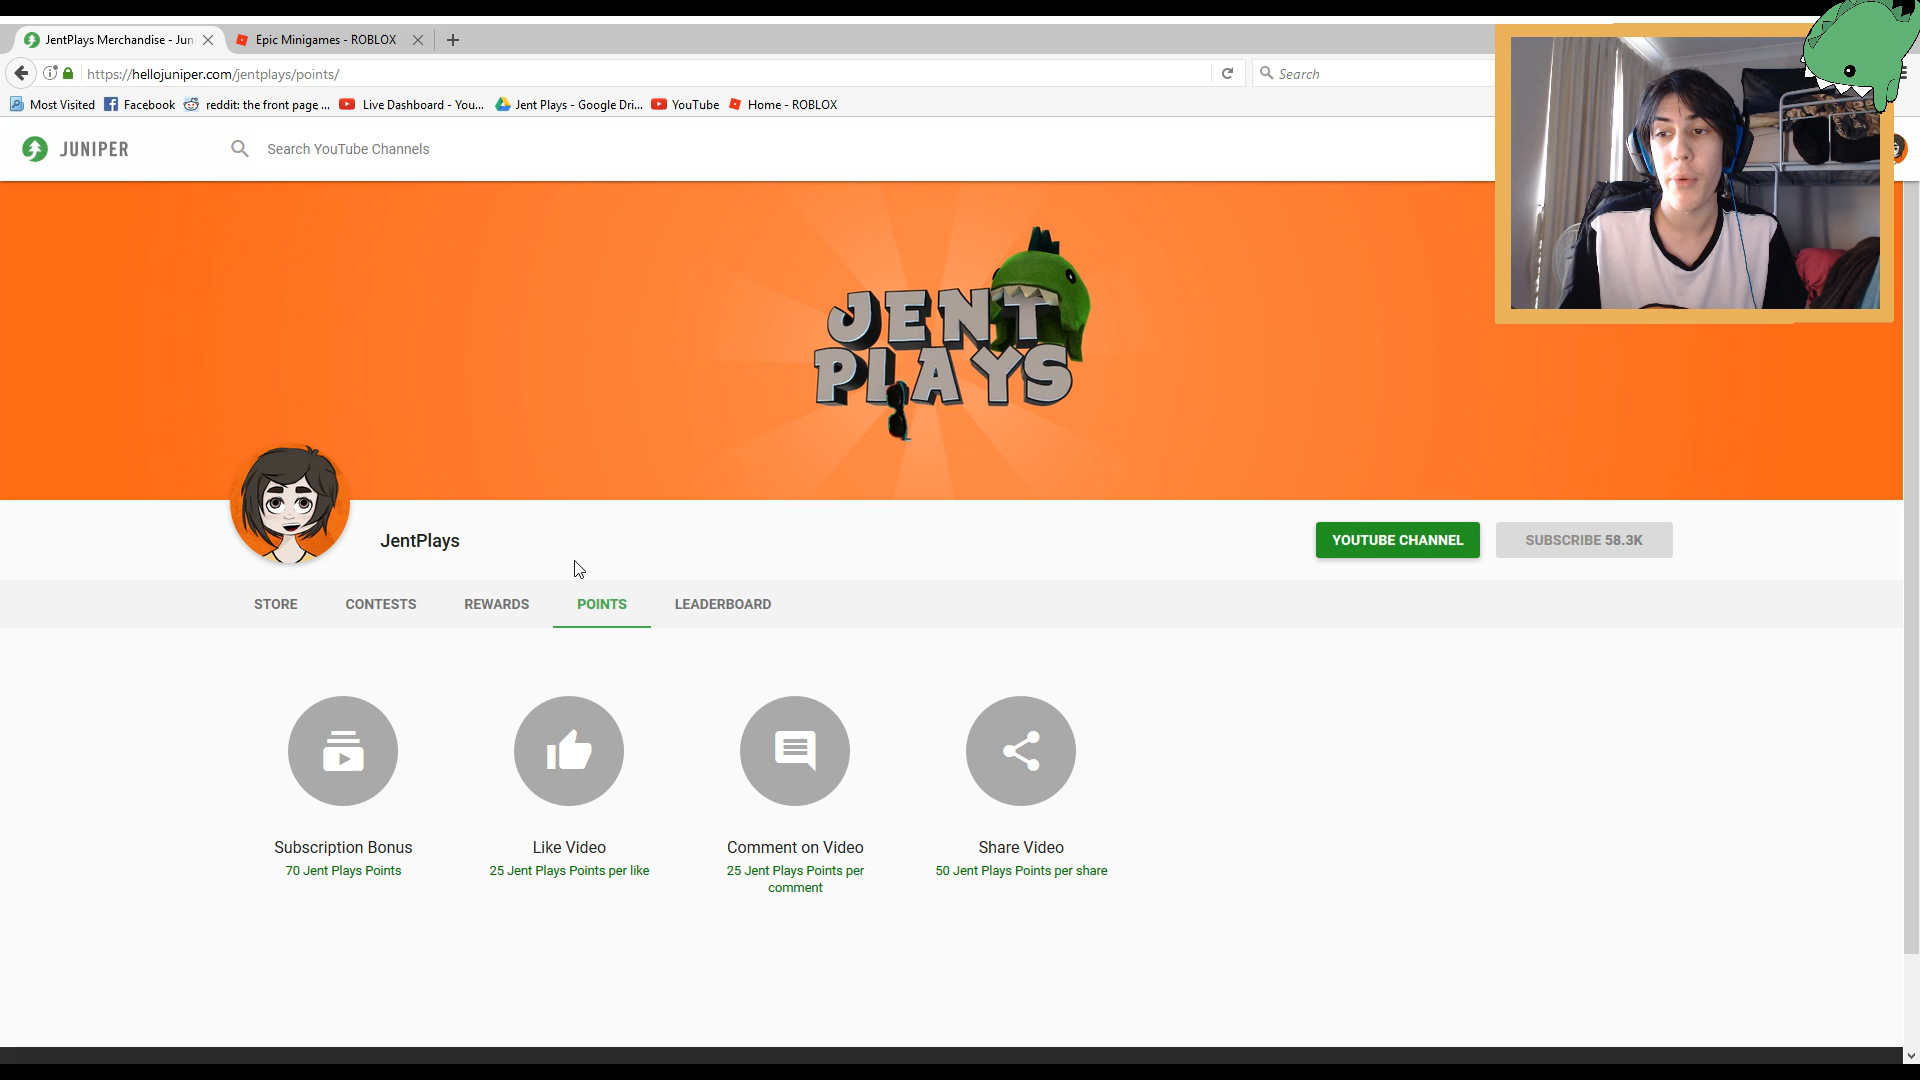 JentPlays Merchandise - Jun
Epic Minigames - ROBLOX
https://hellojuniper.com/jentplays/points/
Search
Most Visited
Facebook
reddit: the front page ...
Live Dashboard - You...
Jent Plays - Google Dri...
YouTube
Home - ROBLOX
JUNIPER
Search YouTube Channels
JENT
PLAYS
JentPlays
YOUTUBE CHANNEL
SUBSCRIBE 58.3K
STORE
CONTESTS
REWARDS
POINTS
LEADERBOARD
Subscription Bonus
70 Jent Plays Points
Like Video
25 Jent Plays Points per like
Comment on Video
25 Jent Plays Points per
comment
Share Video
50 Jent Plays Points per share